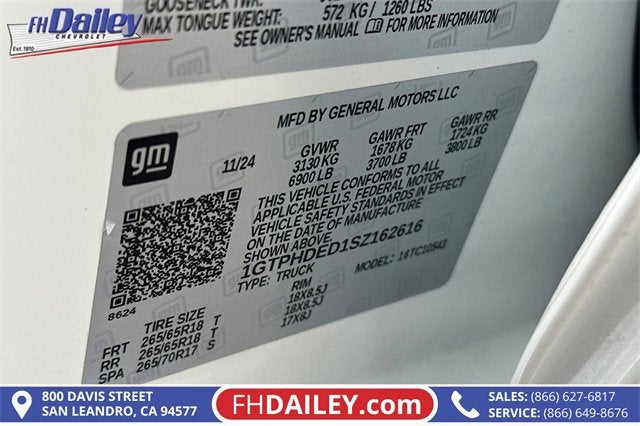 FHDailey
CHEVROLET
Est. 1910
MAX TONGUE WEIGHT: 572 KG / 1260 LBS
SEE OWNER'S MANUAL FOR MORE INFORMATION
MFD BY GENERAL MOTORS LLC
gm
11/24 GVWR GAWR FRT GAWR RR
3130 KG 1678 KG 1724 KG
6900 LB 3700 LB 3800 LB
THIS VEHICLE CONFORMS TO ALL
APPLICABLE U.S. FEDERAL MOTOR
VEHICLE SAFETY STANDARDS IN EFFECT
ON THE DATE OF MANUFACTURE
SHOWN ABOVE.
1GTPHDED1SZ162616
TYPE: TRUCK MODEL: 16TC10543
8624
TIRE SIZE RIM
FRT 265/65R18 T 18X8.5J
RR 265/65R18 T 18X8.5J
SPA 265/70R17 S 17X8J
800 DAVIS STREET
SAN LEANDRO, CA 94577
FHDAILEY.com
SALES: (866) 627-6817
SERVICE: (866) 649-8676